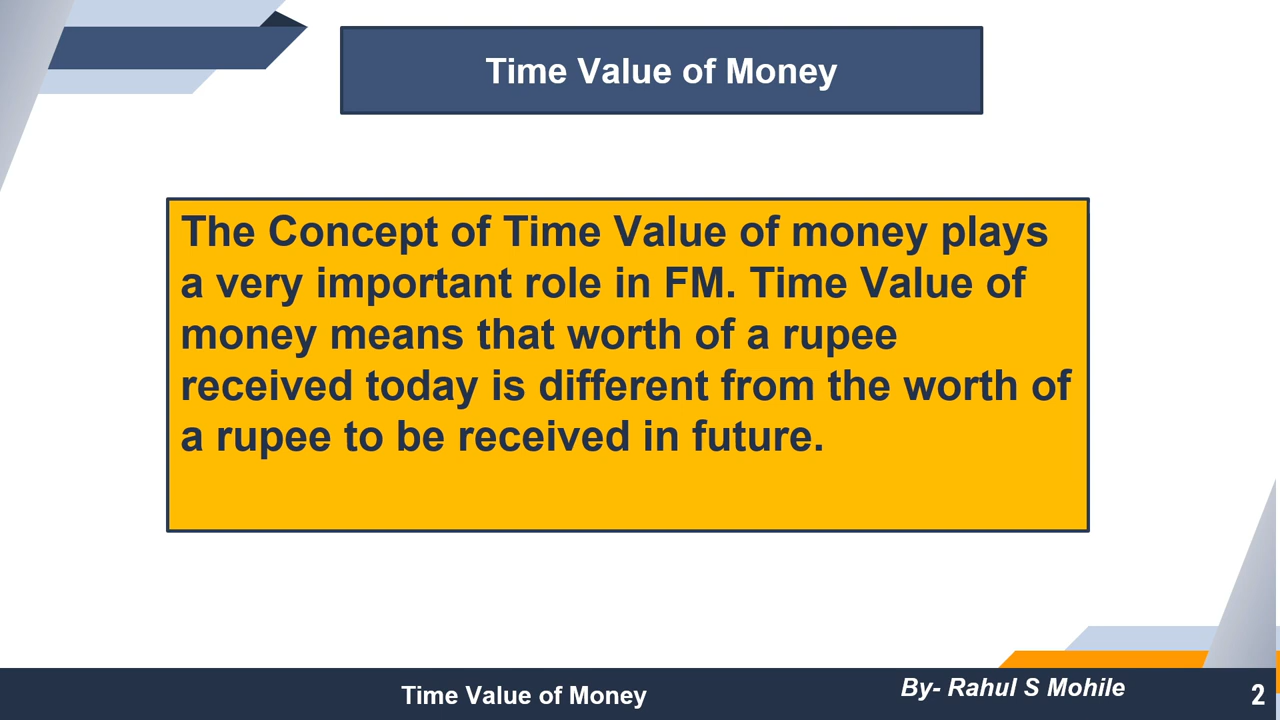 Time Value of Money
The Concept of Time Value of money plays
a very important role in FM. Time Value of
money means that worth of a rupee
received today is different from the worth of
a rupee to be received in future.
Time Value of Money
By- Rahul S Mohile
2